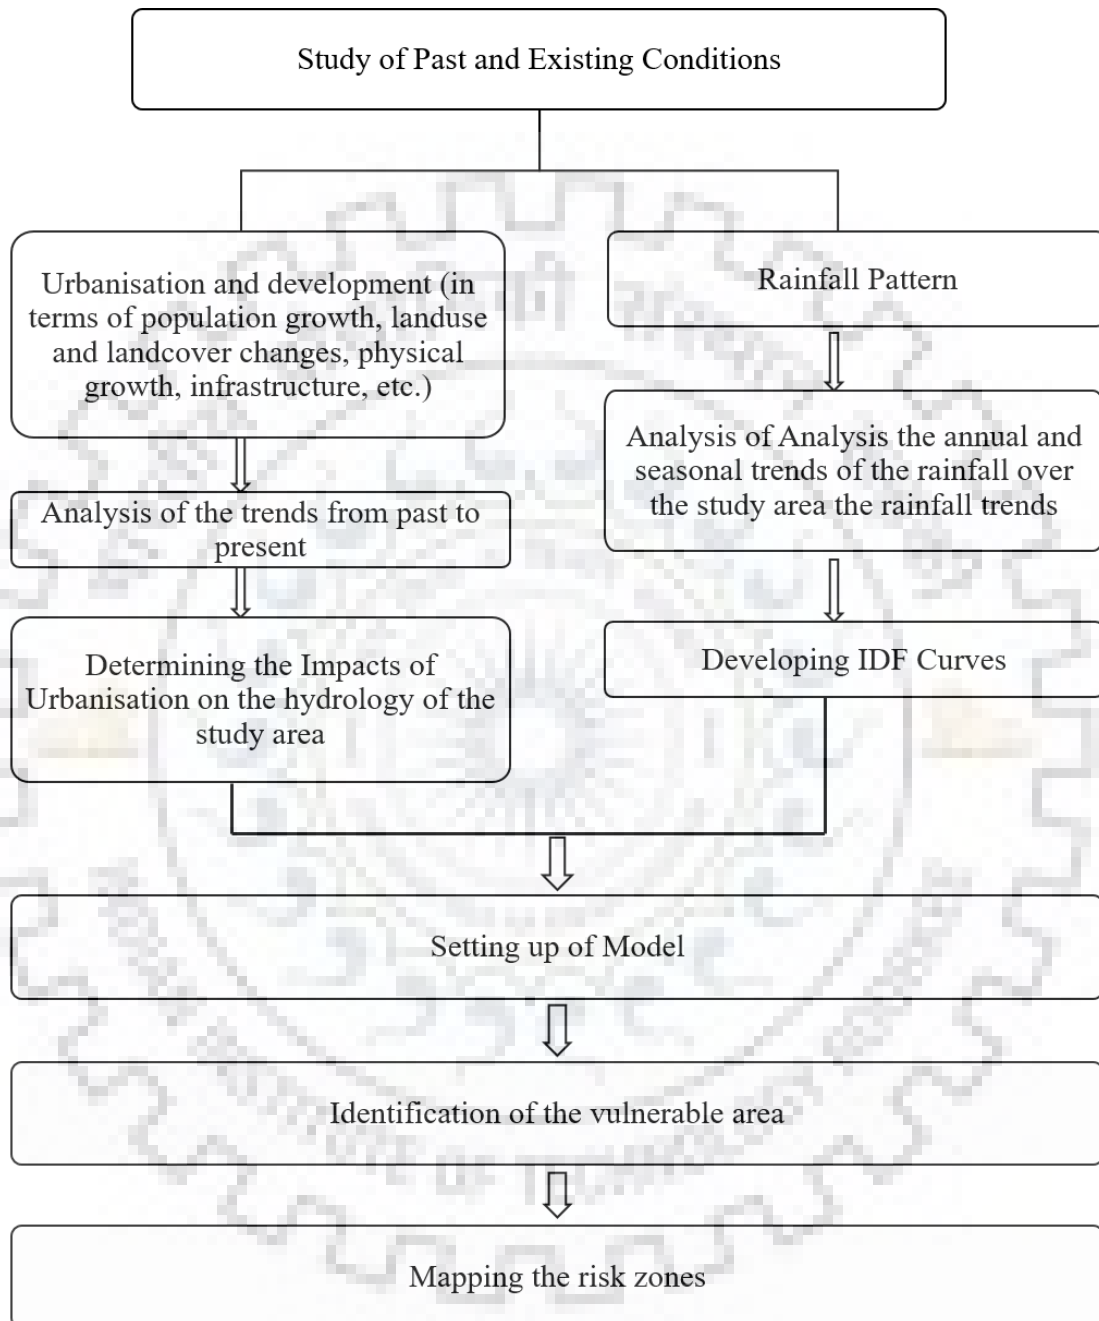 Study of Past and Existing Conditions
Urbanisation and development (in
terms of population growth, landuse
and landcover changes, physical
growth, infrastructure, etc.)
Analysis of the trends from past to
present
Determining the Impacts of
Urbanisation on the hydrology of the
study area
Rainfall Pattern
Analysis of Analysis the annual and
seasonal trends of the rainfall over
the study area the rainfall trends
Developing IDF Curves
Setting up of Model
Identification of the vulnerable area
Mapping the risk zones